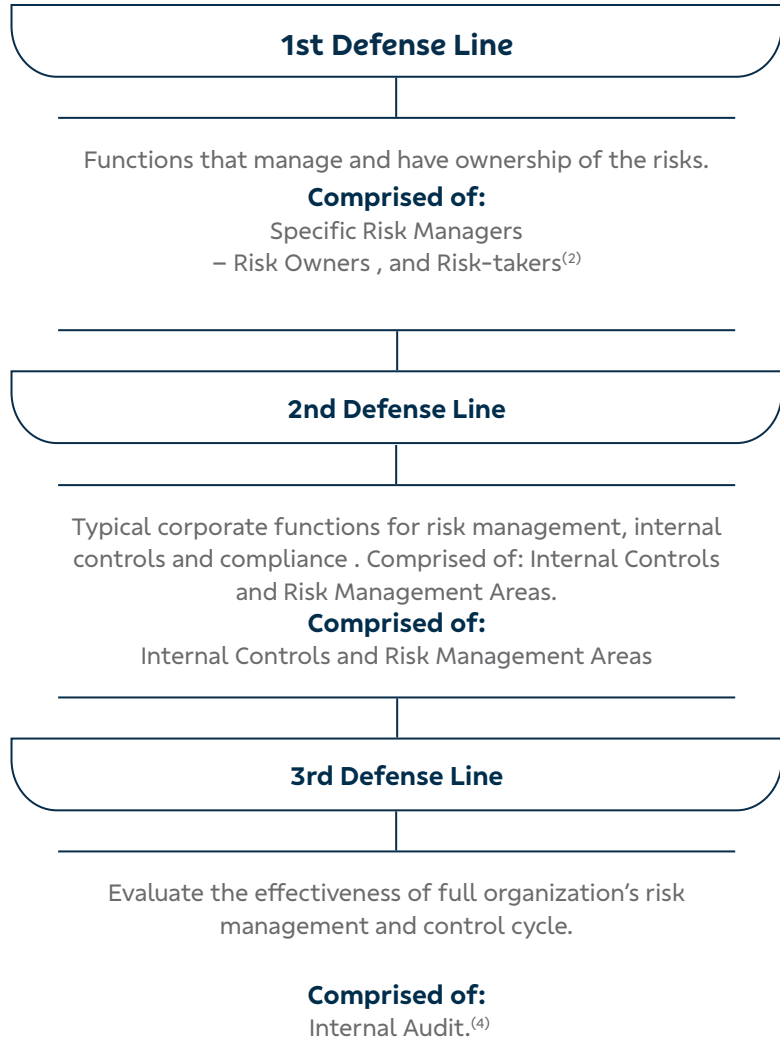 1st Defense Line
Functions that manage and have ownership of the risks.
Comprised of:
Specific Risk Managers
– Risk Owners , and Risk-takers(2)
2nd Defense Line
Typical corporate functions for risk management, internal
controls and compliance . Comprised of: Internal Controls
and Risk Management Areas.
Comprised of:
Internal Controls and Risk Management Areas
3rd Defense Line
Evaluate the effectiveness of full organization’s risk
management and control cycle.
Comprised of:
Internal Audit.(4)